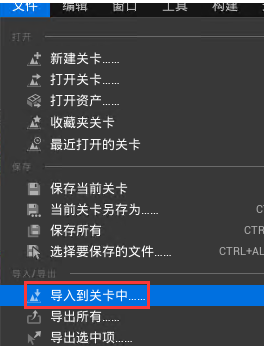 文件 编辑 窗口 工具 构建
打开
新建关卡……
打开关卡……
打开资产……
收藏夹关卡
最近打开的关卡
保存
保存当前关卡
当前关卡另存为…… CT
保存所有 CTR
选择要保存的文件…… CTRL+AL
导入/导出
导入到关卡中……
导出所有……
导出选中项……